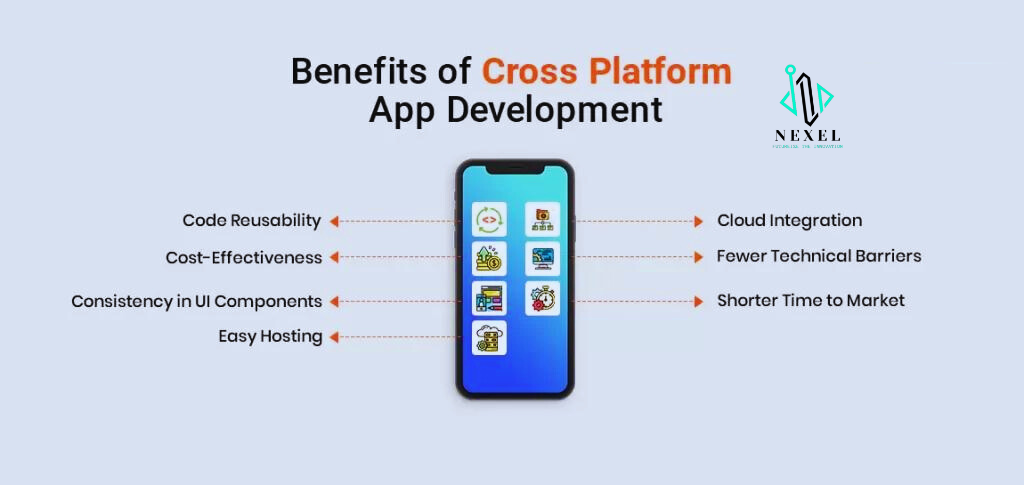 Benefits of Cross Platform
App Development
NEXEL
Code Reusability
Cost-Effectiveness
Consistency in UI Components
Easy Hosting
Cloud Integration
Fewer Technical Barriers
Shorter Time to Market